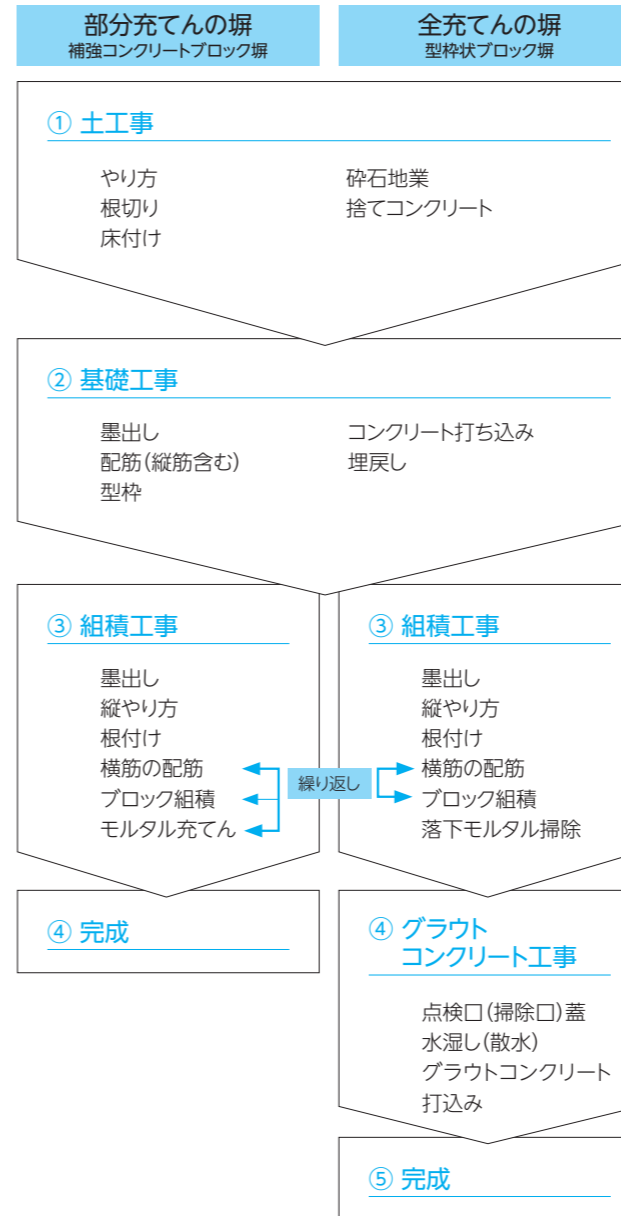 部分充てんの塀
補強コンクリートブロック塀
全充てんの塀
型枠状ブロック塀
① 土工事
やり方
根切り
床付け
砕石地業
捨てコンクリート
② 基礎工事
墨出し
配筋(縦筋含む)
型枠
コンクリート打ち込み
埋戻し
③ 組積工事
墨出し
縦やり方
根付け
横筋の配筋
ブロック組積
モルタル充てん
繰り返し
③ 組積工事
墨出し
縦やり方
根付け
横筋の配筋
ブロック組積
落下モルタル掃除
④ 完成
④ グラウト
コンクリート工事
点検口(掃除口)蓋
水湿し(散水)
グラウトコンクリート
打込み
⑤ 完成